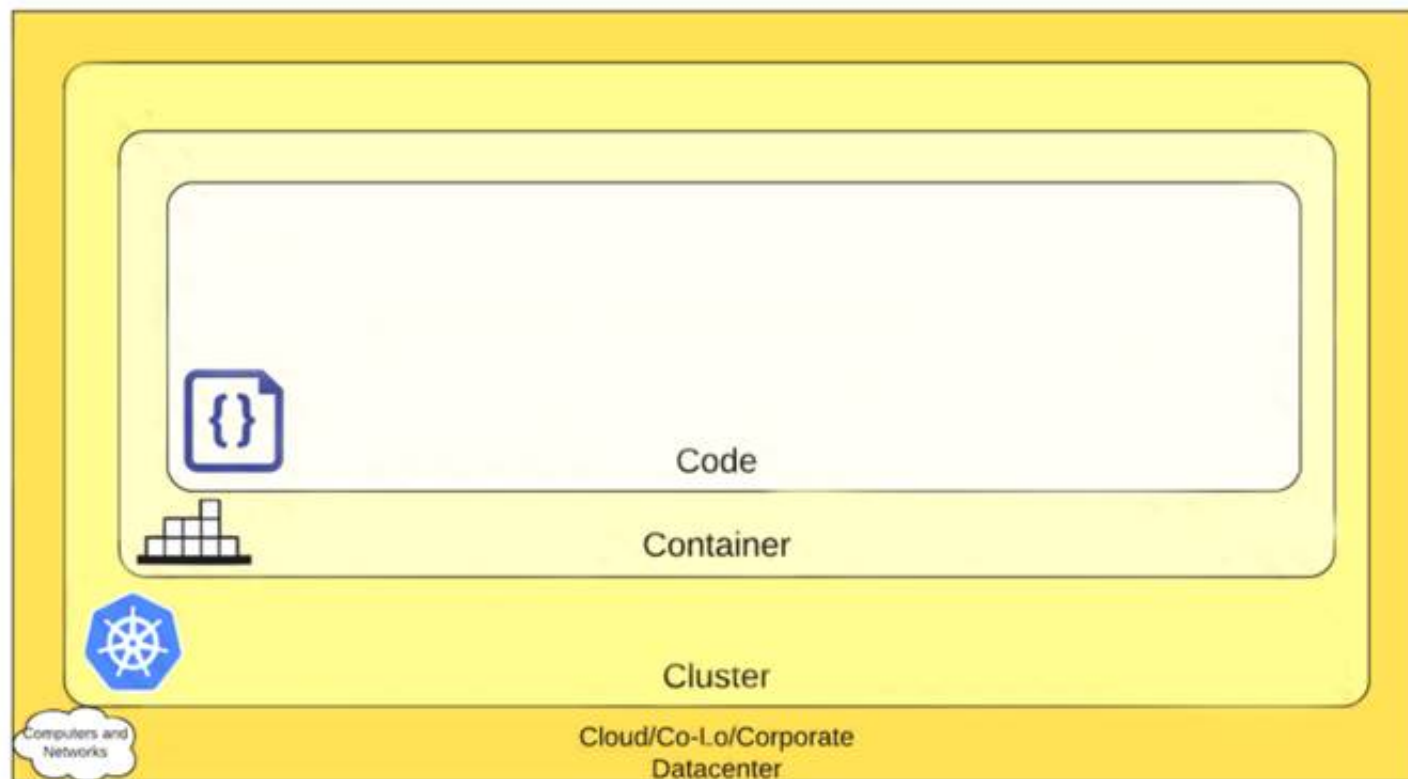 {}
Code
Container
Cluster
Computers and
Networks
Cloud/Co-Lo/Corporate
Datacenter